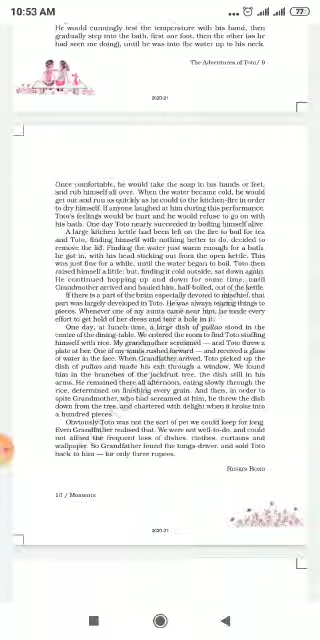 10:53 AM
77
He would cunningly test the temperature with his hand, then
gradually step into the bath, first one foot, then the other (as he
had seen me doing), until he was into the water up to his neck.
The Adventures of Toto/ 9
2020-21
Once comfortable, he would take the soap in his hands or feet,
and rub himself all over. When the water became cold, he would
get out and run as quickly as he could to the kitchen-fire in order
to dry himself. If anyone laughed at him during this performance,
Toto's feelings would be hurt and he would refuse to go on with
his bath. One day Toto nearly succeeded in boiling himself alive.
A large kitchen kettle had been left on the fire to boil for tea
and Toto, finding himself with nothing better to do, decided to
remove the lid. Finding the water just warm enough for a bath,
he got in, with his head sticking out from the open kettle. This
was just fine for a while, until the water began to boil. Toto then
raised himself a little; but, finding it cold outside, sat down again.
He continued hopping up and down for some time, until
Grandmother arrived and hauled him, half-boiled, out of the kettle.
If there is a part of the brain especially devoted to mischief, that
part was largely developed in Toto. He was always tearing things to
pieces. Whenever one of my aunts came near him, he made every
effort to get hold of her dress and tear a hole in it.
One day, at lunch-time, a large dish of pullao stood in the
centre of the dining-table. We entered the room to find Toto stuffing
himself with rice. My grandmother screamed — and Toto threw a
plate at her. One of my aunts rushed forward — and received a glass
of water in the face. When Grandfather arrived, Toto picked up the
dish of pullao and made his exit through a window. We found
him in the branches of the jackfruit tree, the dish still in his
arms. He remained there all afternoon, eating slowly through the
rice, determined on finishing every grain. And then, in order to
spite Grandmother, who had screamed at him, he threw the dish
down from the tree, and chattered with delight when it broke into
a hundred pieces.
Obviously Toto was not the sort of pet we could keep for long.
Even Grandfather realised that. We were not well-to-do, and could
not afford the frequent loss of dishes, clothes, curtains and
wallpaper. So Grandfather found the tonga-driver, and sold Toto
back to him — for only three rupees.
RUSKIN BOND
10 / Moments
2020-21